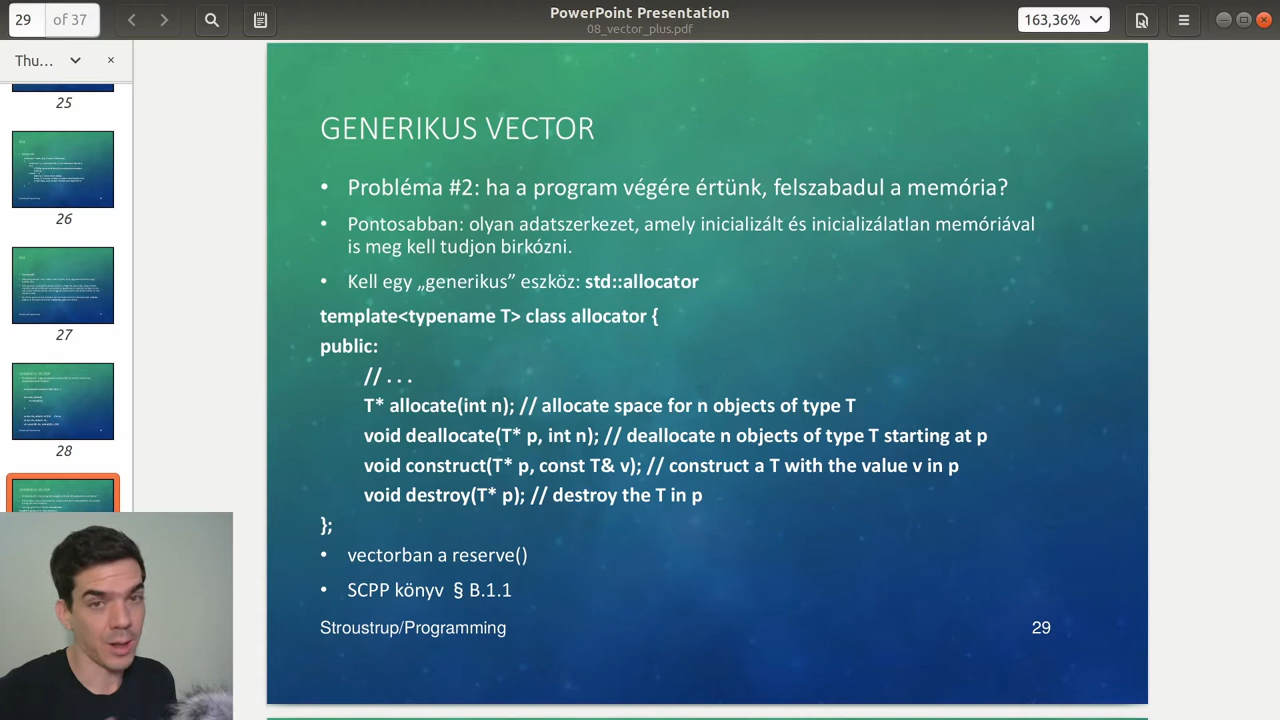 29 of 37
PowerPoint Presentation
08_vector_plus.pdf
163,36%
Thu...
25
26
27
28
GENERIKUS VECTOR
• Probléma #2: ha a program végére értünk, felszabadul a memória?
• Pontosabban: olyan adatszerkezet, amely inicializált és inicializálatlan memóriával
is meg kell tudjon birkózni.
• Kell egy „generikus” eszköz: std::allocator
template<typename T> class allocator {
public:
// . . .
T* allocate(int n); // allocate space for n objects of type T
void deallocate(T* p, int n); // deallocate n objects of type T starting at p
void construct(T* p, const T& v); // construct a T with the value v in p
void destroy(T* p); // destroy the T in p
};
• vectorban a reserve()
• SCPP könyv § B.1.1
Stroustrup/Programming
29